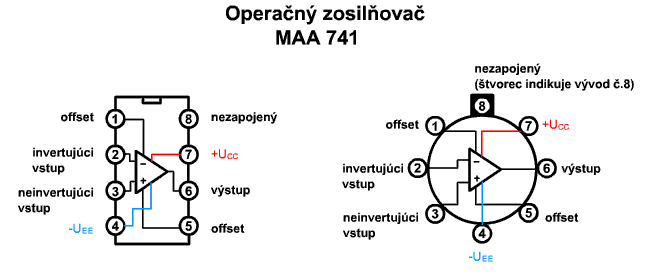 Operačný zosilňovač
MAA 741
offset
1
8
nezapojený
invertujúci
vstup
2
7
+UCC
neinvertujúci
vstup
3
6
výstup
-UEE
4
5
offset
−
+
nezapojený
(štvorec indikuje vývod č.8)
8
offset
1
7
+UCC
invertujúci
vstup
2
6
výstup
neinvertujúci
vstup
3
5
offset
4
-UEE
−
+